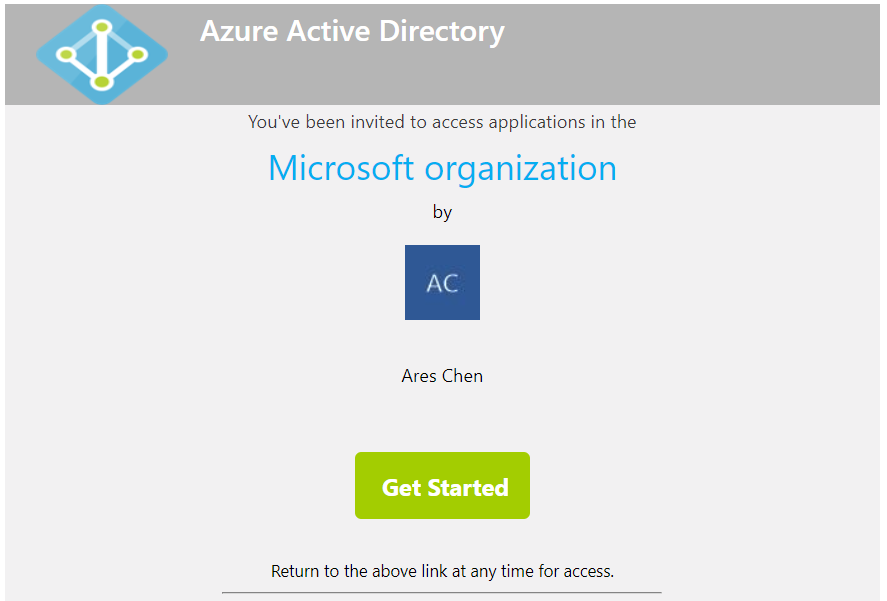 Azure Active Directory
You've been invited to access applications in the
Microsoft organization
by
AC
Ares Chen
Get Started
Return to the above link at any time for access.